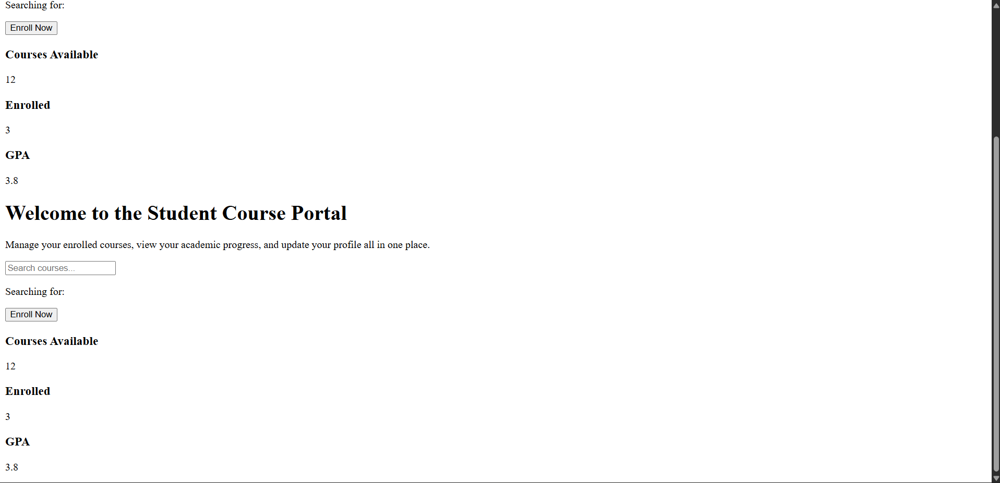 Searching for:
Enroll Now
Courses Available
12
Enrolled
3
GPA
3.8
Welcome to the Student Course Portal
Manage your enrolled courses, view your academic progress, and update your profile all in one place.
Search courses...
Searching for:
Enroll Now
Courses Available
12
Enrolled
3
GPA
3.8